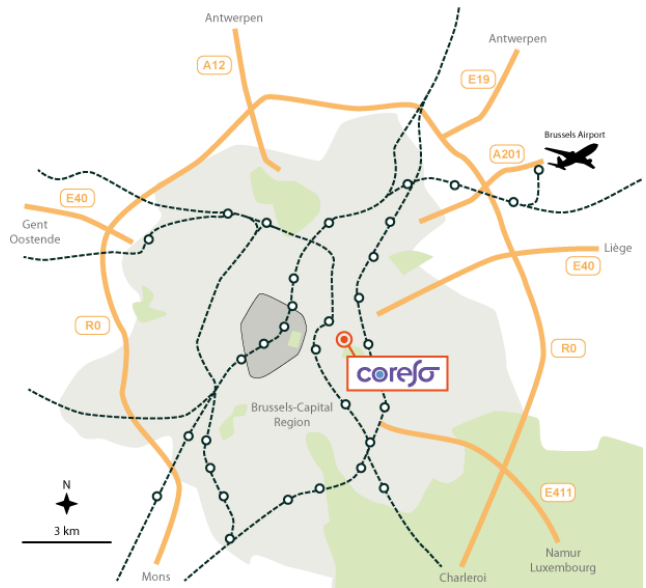 Antwerpen
Antwerpen
A12
E19
Brussels Airport
A201
E40
Gent
Oostende
Liège
E40
R0
R0
coreso
Brussels-Capital
Region
N
E411
3 km
Namur
Luxembourg
Mons
Charleroi